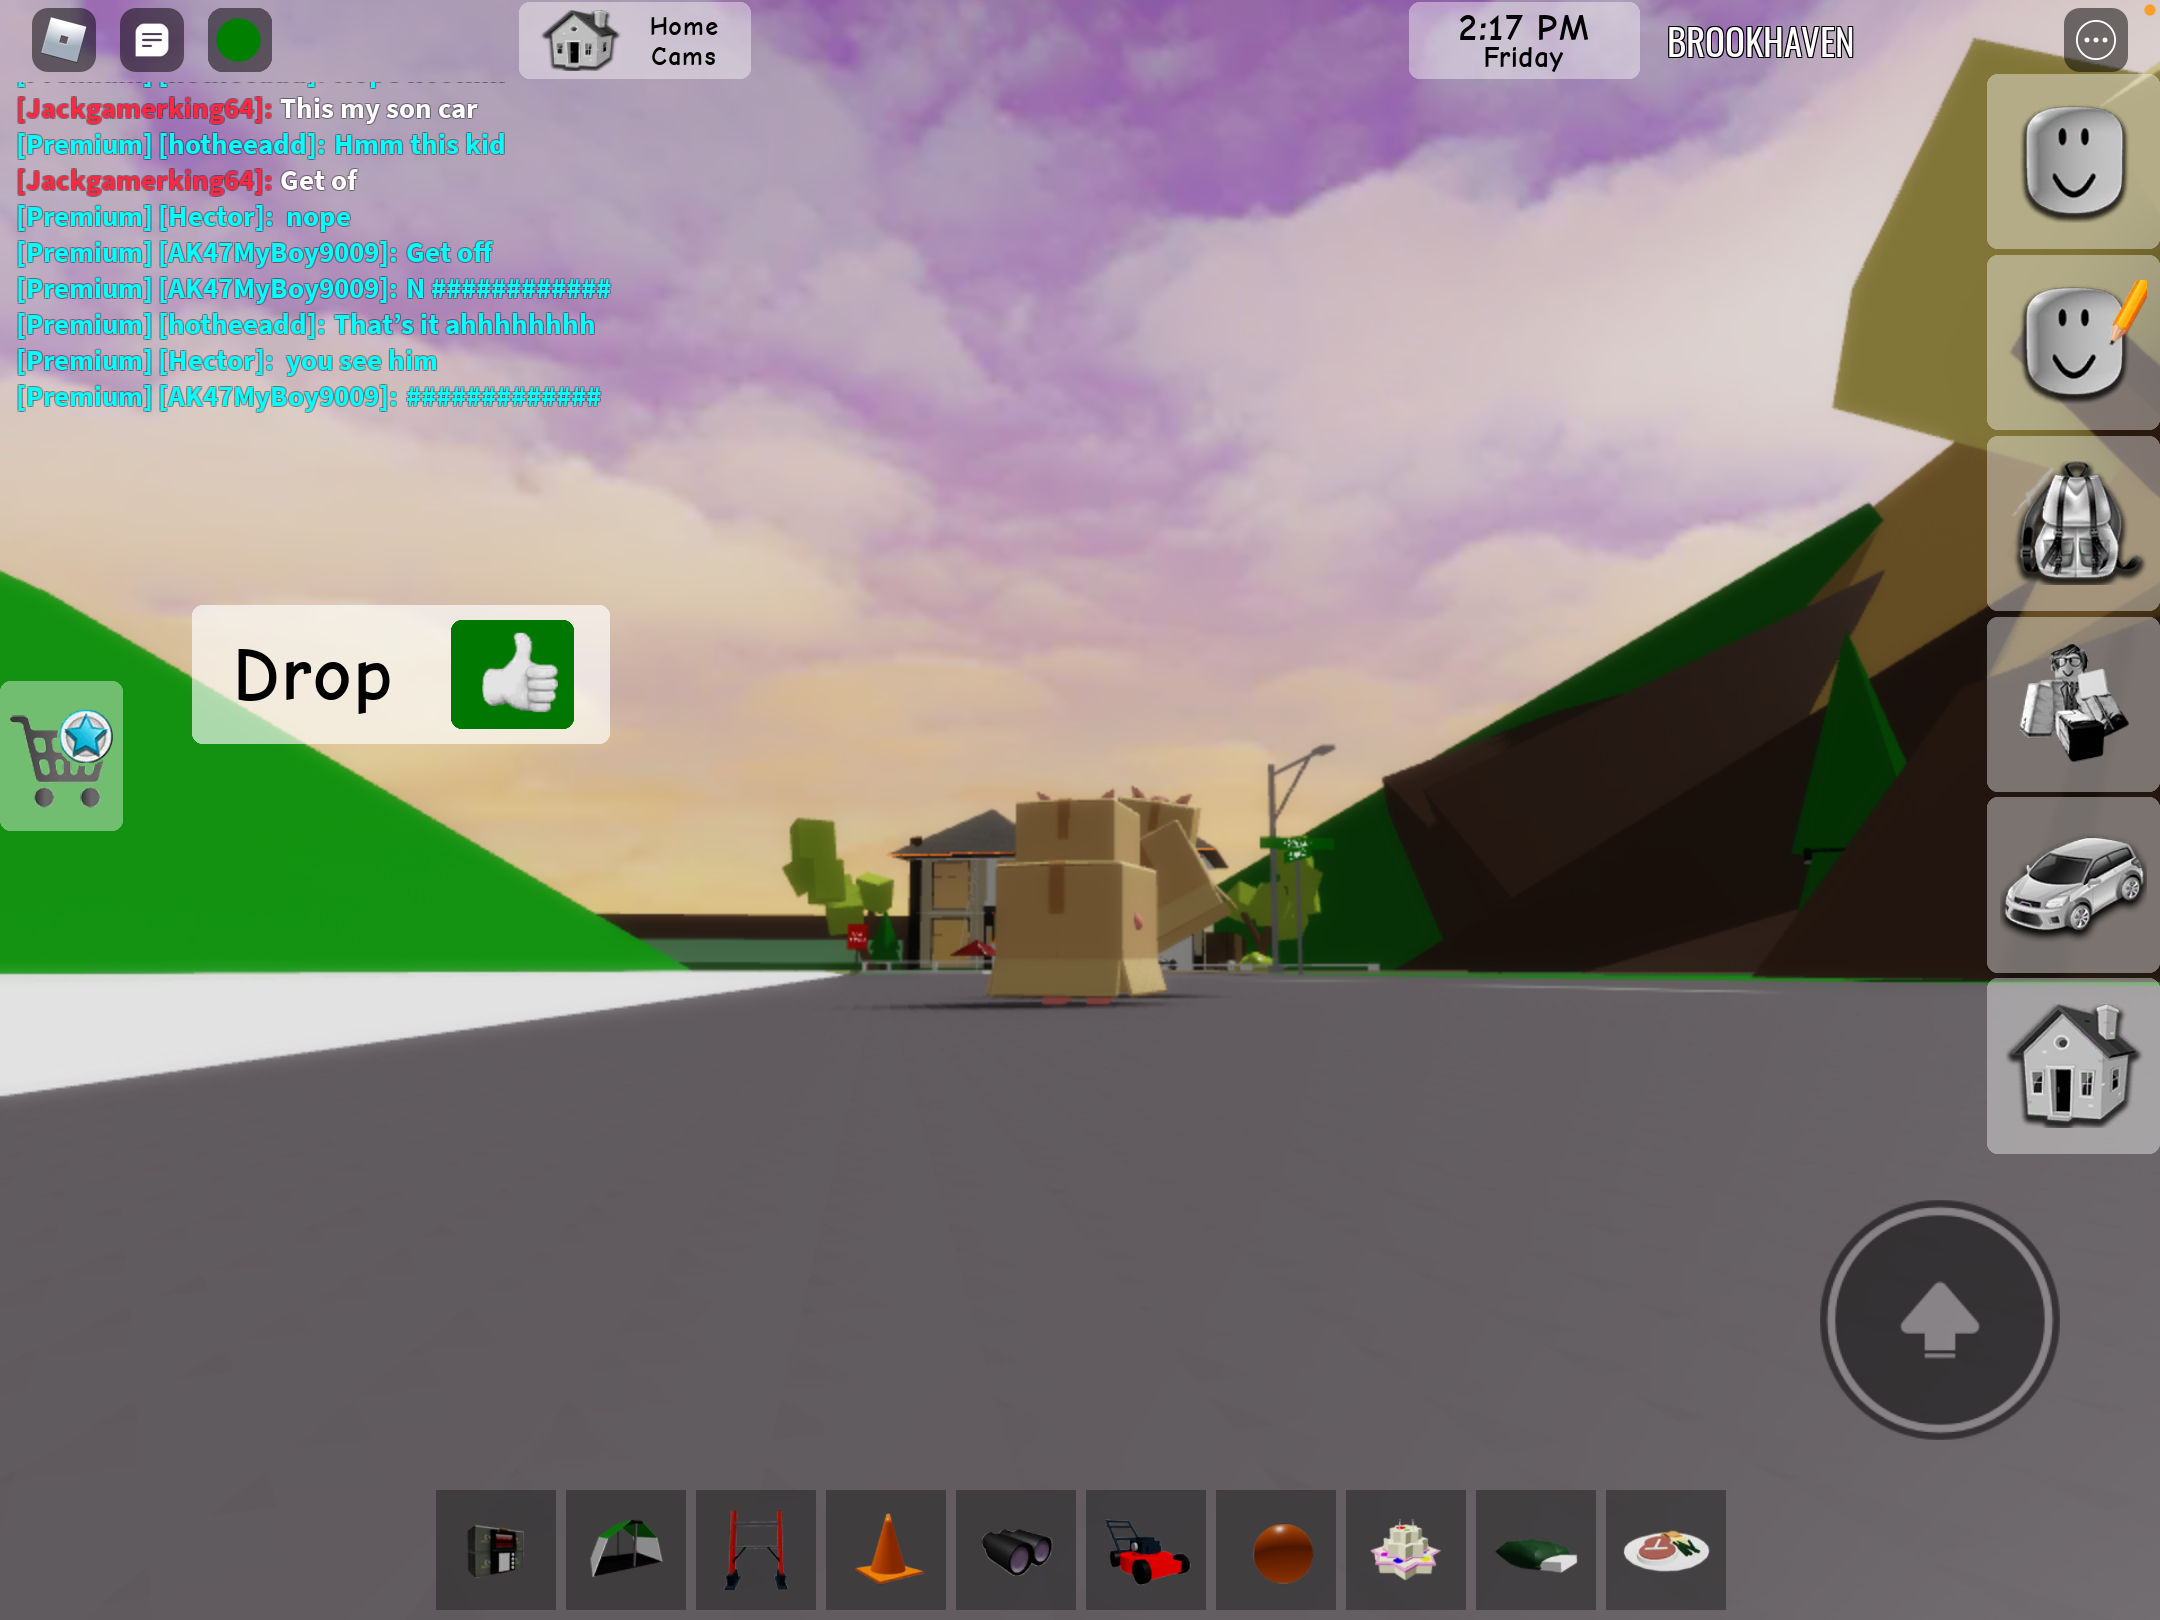 Home
Cams
2:17 PM
Friday
BROOKHAVEN
[Jackgamerking64]: This my son car
[Premium] [hotheeadd]: Hmm this kid
[Jackgamerking64]: Get of
[Premium] [Hector]: nope
[Premium] [AK47MyBoy9009]: Get off
[Premium] [AK47MyBoy9009]: N ############
[Premium] [hotheeadd]: That's it ahhhhhhhh
[Premium] [Hector]: you see him
[Premium] [AK47MyBoy9009]: #############
Drop